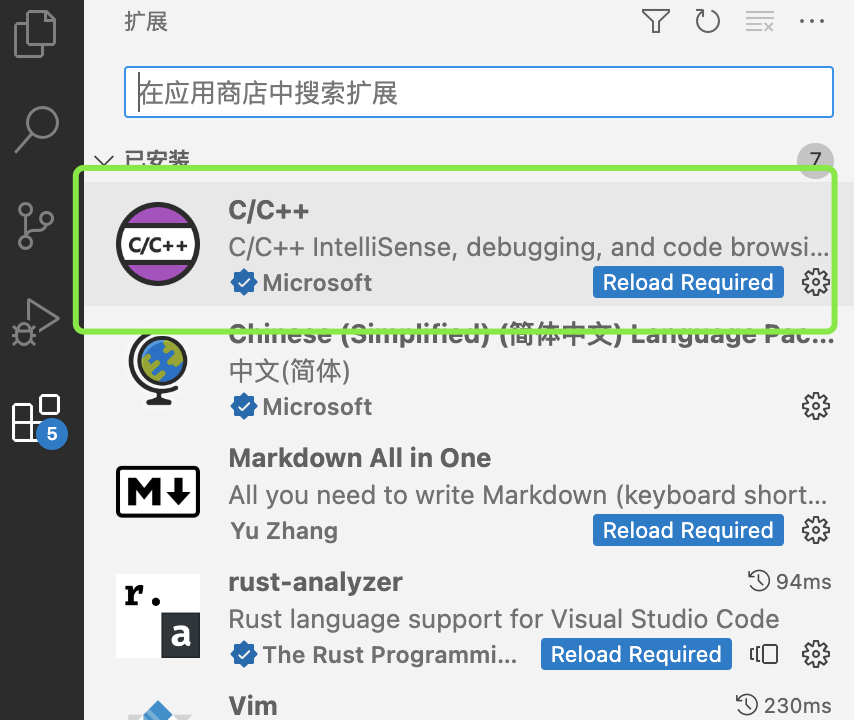 扩展
在应用商店中搜索扩展
已安装
7
C/C++
C/C++
C/C++ IntelliSense, debugging, and code browsi...
Microsoft
Reload Required
Chinese (Simplified) (简体中文) Language Pac...
中文(简体)
Microsoft
5
Markdown All in One
M
All you need to write Markdown (keyboard short...
Yu Zhang
Reload Required
rust-analyzer
94ms
r.
a
Rust language support for Visual Studio Code
The Rust Programmi...
Reload Required
Vim
230ms